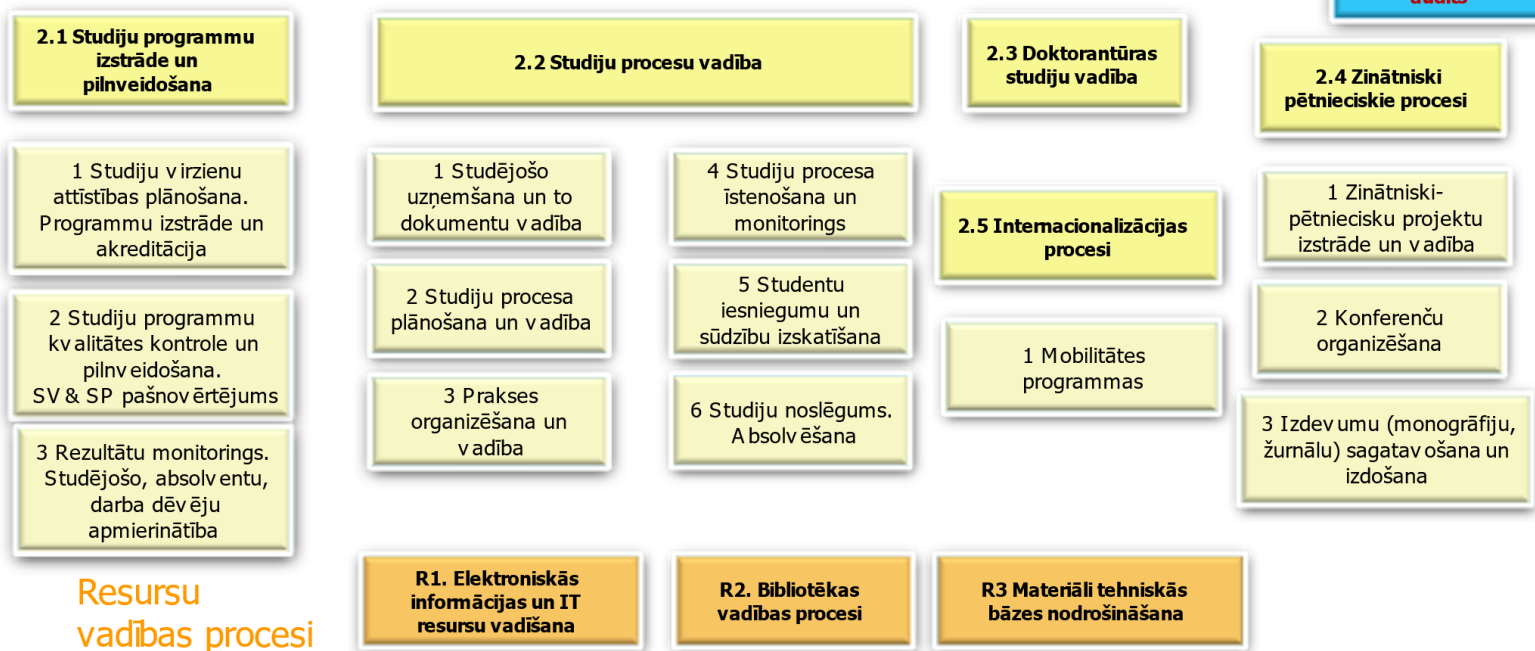 audits
2.1 Studiju programmu
izstrāde un
pilnveidošana
2.2 Studiju procesu vadība
2.3 Doktorantūras
studiju vadība
2.4 Zinātniski
pētnieciskie procesi
1 Studiju virzienu
attīstības plānošana.
Programmu izstrāde un
akreditācija
2 Studiju programmu
kvalitātes kontrole un
pilnveidošana.
SV & SP pašnovērtējums
3 Rezultātu monitorings.
Studējošo, absolventu,
darba dēvēju
apmierinātība
1 Studējošo
uzņemšana un to
dokumentu vadība
2 Studiju procesa
plānošana un vadība
3 Prakses
organizēšana un
vadība
4 Studiju procesa
īstenošana un
monitorings
5 Studentu
iesniegumu un
sūdzību izskatīšana
6 Studiju noslēgums.
Absolvēšana
2.5 Internacionalizācijas
procesi
1 Mobilitātes
programmas
1 Zinātniski-
pētniecisku projektu
izstrāde un vadība
2 Konferenču
organizēšana
3 Izdevumu (monogrāfiju,
žurnālu) sagatavošana un
izdošana
Resursu
vadības procesi
R1. Elektroniskās
informācijas un IT
resursu vadīšana
R2. Bibliotēkas
vadības procesi
R3 Materiāli tehniskās
bāzes nodrošināšana